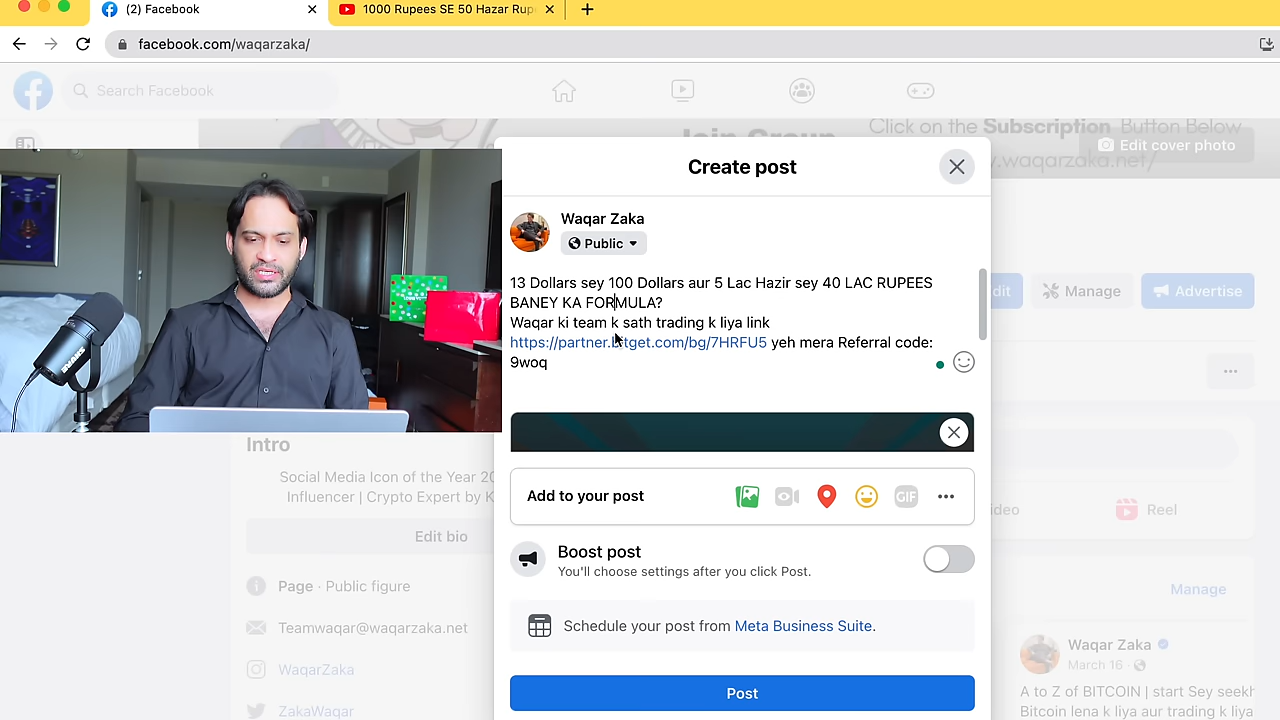 (2) Facebook
1000 Rupees SE 50 Hazar Rup
facebook.com/waqarzaka/
Search Facebook
Join Group
Click on the Subscription Button Below
.waqarzaka.net/
Edit cover photo
Create post
Waqar Zaka
Public
13 Dollars sey 100 Dollars aur 5 Lac Hazir sey 40 LAC RUPEES
BANEY KA FORMULA?
Waqar ki team k sath trading k liya link
https://partner.bitget.com/bg/7HRFU5 yeh mera Referral code:
9woq
dit
Manage
Advertise
Intro
Social Media Icon of the Year 20
Influencer | Crypto Expert by K
Edit bio
Page · Public figure
Teamwaqar@waqarzaka.net
WaqarZaka
ZakaWaqar
Add to your post
GIF
Boost post
You'll choose settings after you click Post.
Schedule your post from Meta Business Suite.
Post
ideo
Reel
Manage
Waqar Zaka
March 16 ·
A to Z of BITCOIN | start Sey seekh
Bitcoin lena k liya aur trading k liya